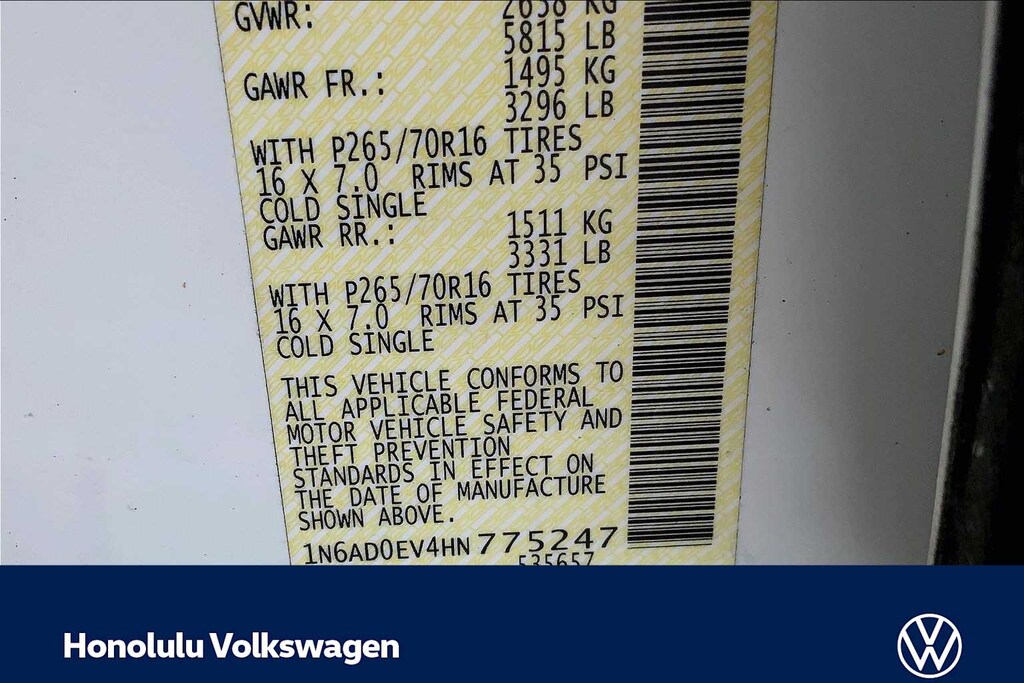 GVWR: 2638 KG
5815 LB
GAWR FR.: 1495 KG
3296 LB
WITH P265/70R16 TIRES
16 X 7.0 RIMS AT 35 PSI
COLD SINGLE
GAWR RR.: 1511 KG
3331 LB
WITH P265/70R16 TIRES
16 X 7.0 RIMS AT 35 PSI
COLD SINGLE
THIS VEHICLE CONFORMS TO
ALL APPLICABLE FEDERAL
MOTOR VEHICLE SAFETY AND
THEFT PREVENTION
STANDARDS IN EFFECT ON
THE DATE OF MANUFACTURE
SHOWN ABOVE.
1N6AD0EV4HN775247
535657
Honolulu Volkswagen